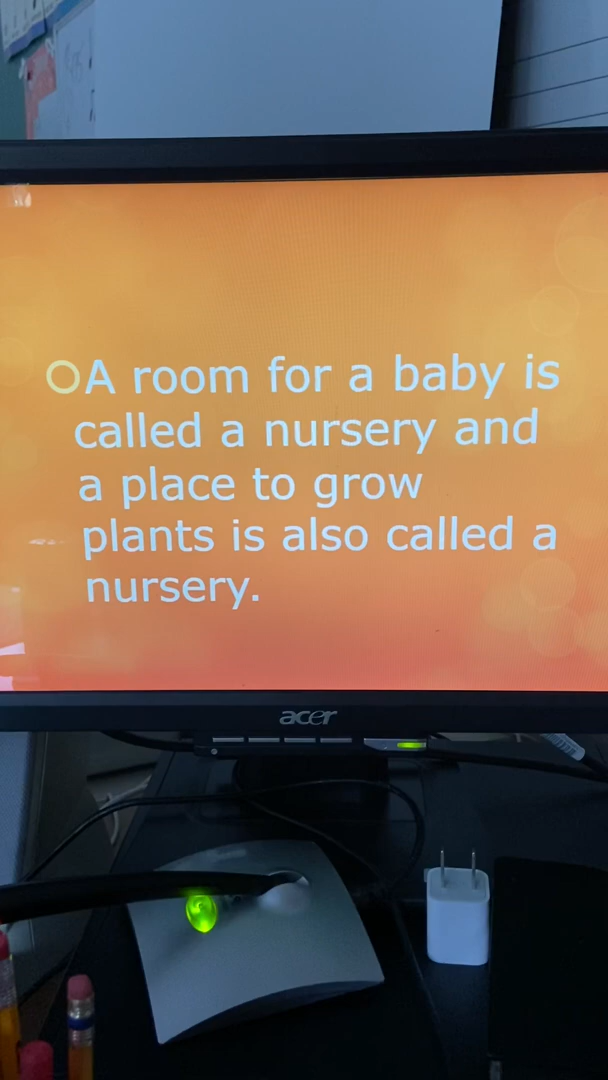 A room for a baby is
called a nursery and
a place to grow
plants is also called a
nursery.
acer